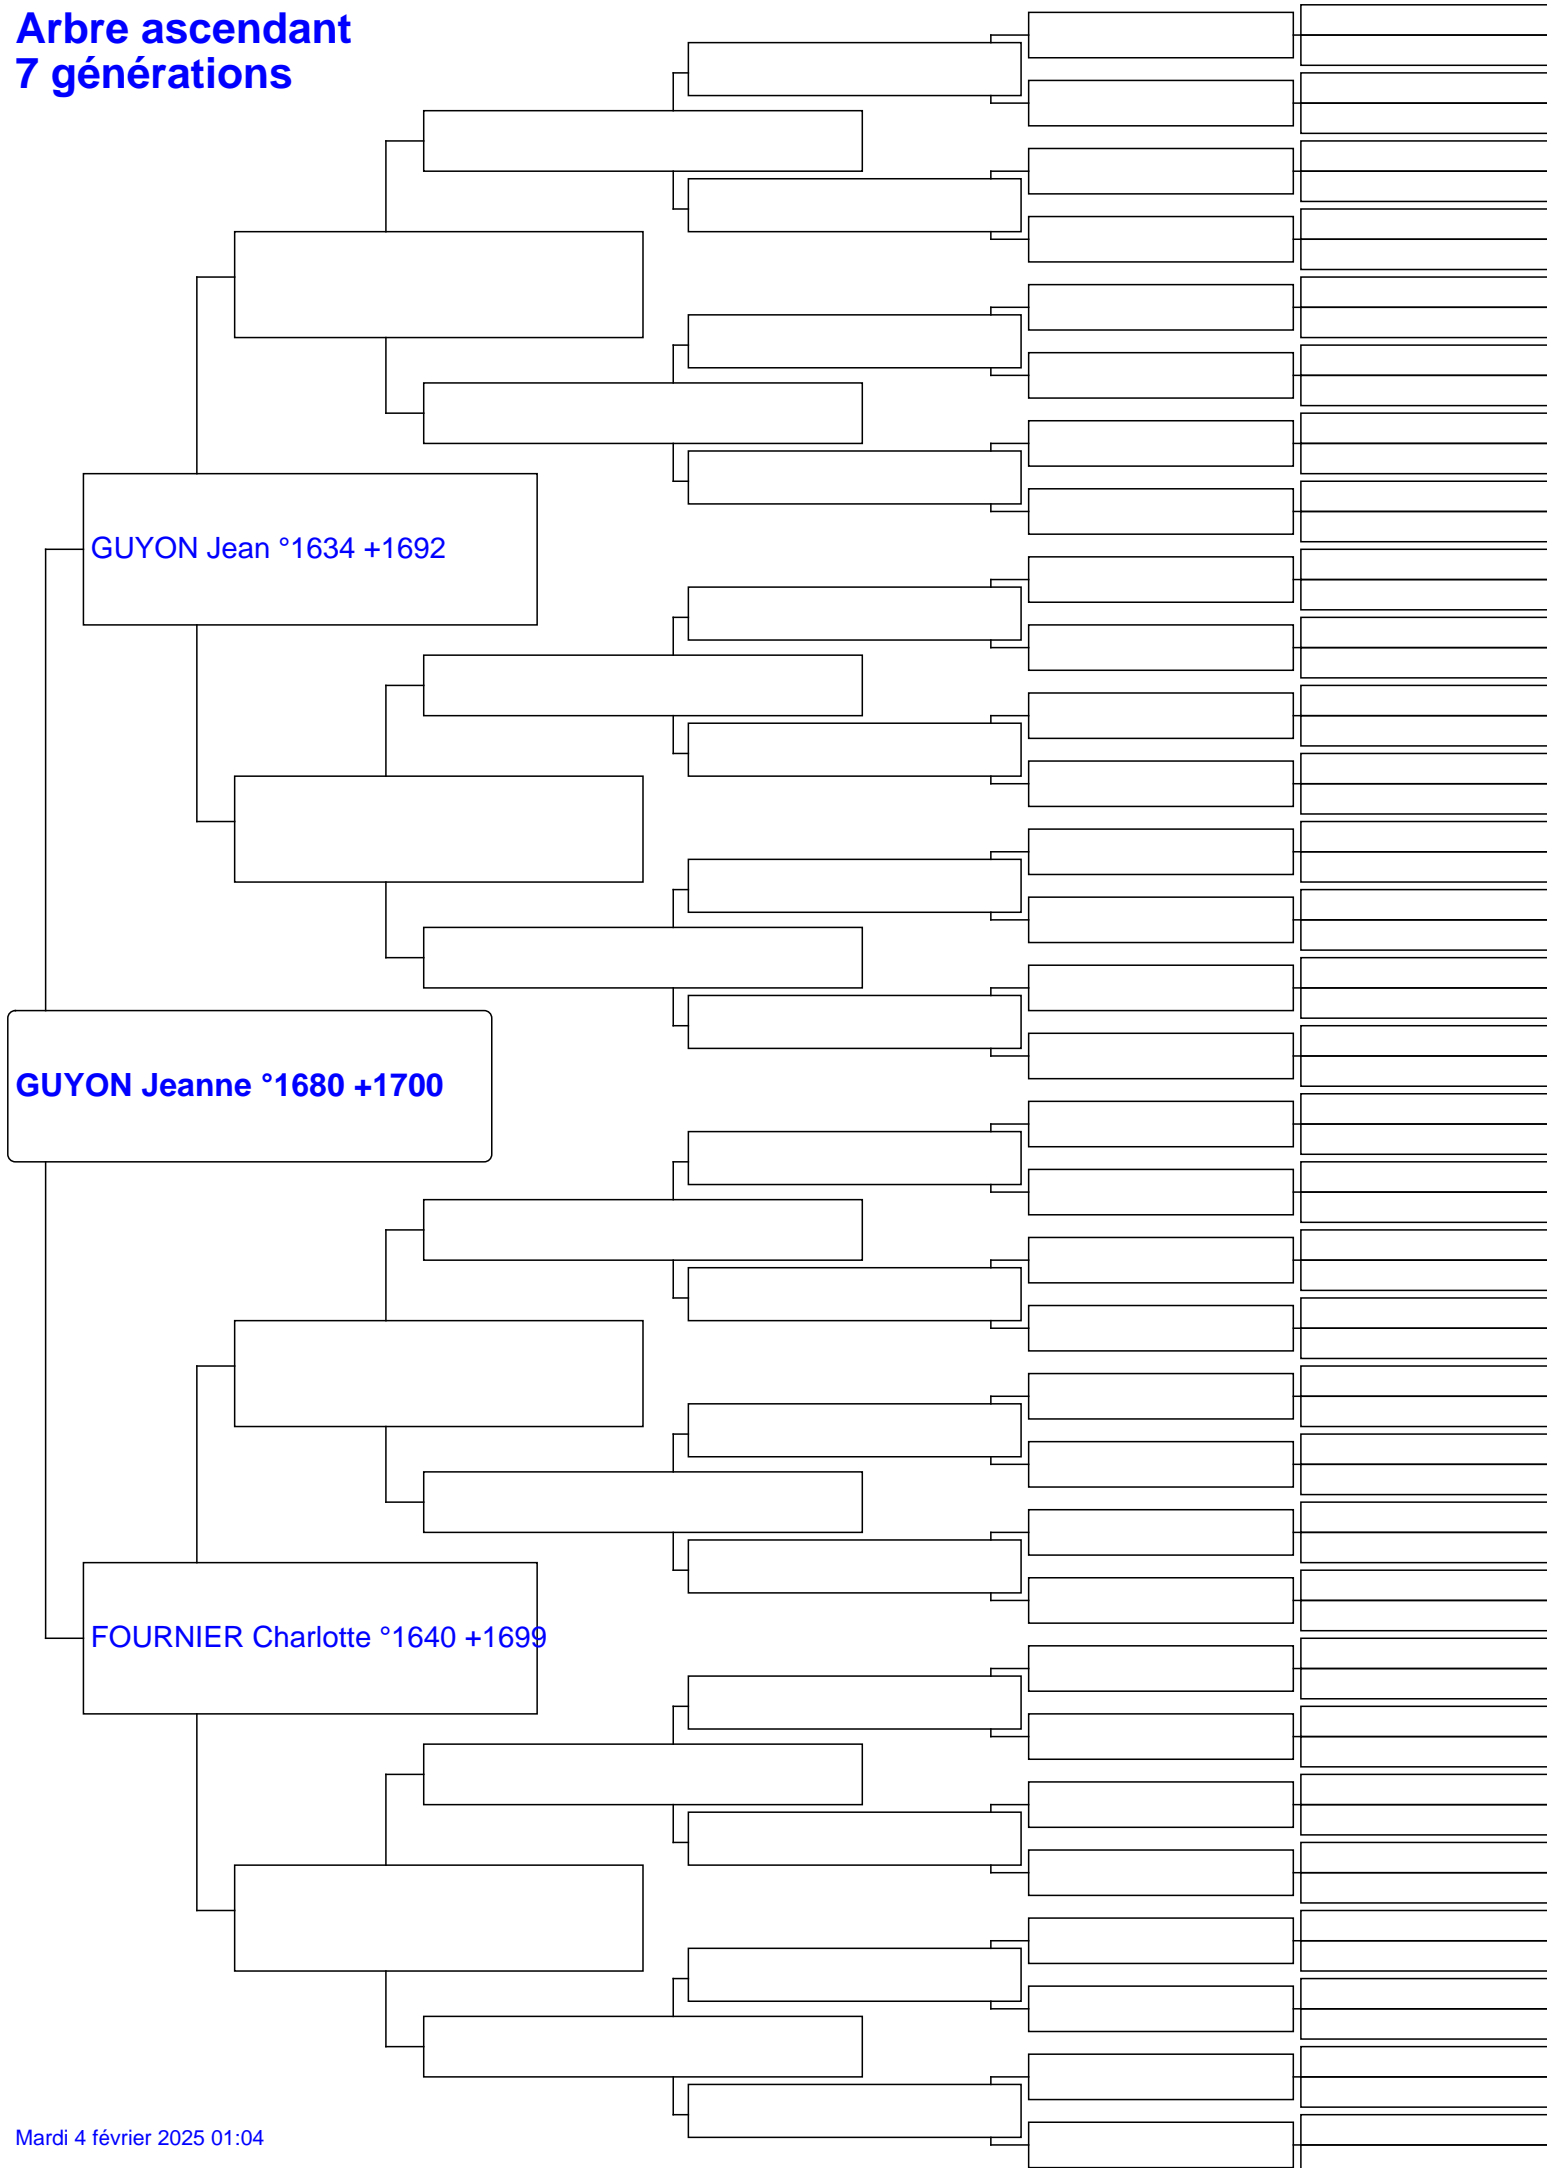 Arbre ascendant
7 générations
GUYON Jean °1634 +1692
GUYON Jeanne °1680 +1700
FOURNIER Charlotte °1640 +1699
Mardi 4 février 2025 01:04